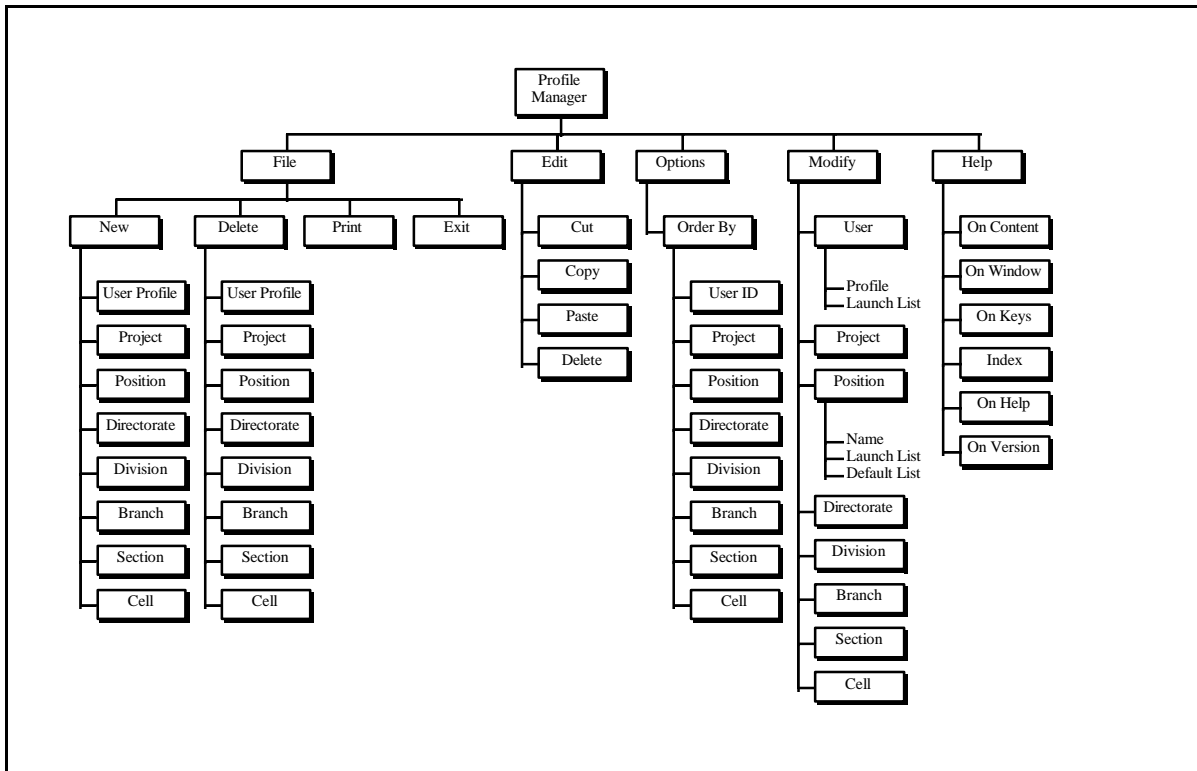 Profile
Manager
File
Edit
Options
Modify
Help
New
Delete
Print
Exit
Cut
Order By
User
On Content
Copy
On Window
User Profile
User Profile
User ID
Profile
Launch List
Paste
On Keys
Project
Project
Project
Project
Delete
Index
Position
Position
Position
Position
On Help
Directorate
Directorate
Directorate
Name
Launch List
Default List
On Version
Division
Division
Division
Branch
Branch
Branch
Directorate
Section
Section
Section
Division
Cell
Cell
Cell
Branch
Section
Cell